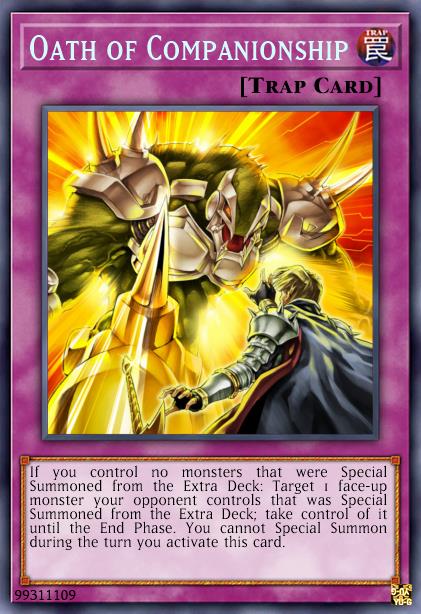 OATH OF COMPANIONSHIP
TRAP
罠
[TRAP CARD]
If you control no monsters that were Special
Summoned from the Extra Deck: Target 1 face-up
monster your opponent controls that was Special
Summoned from the Extra Deck; take control of it
until the End Phase. You cannot Special Summon
during the turn you activate this card.
99311109